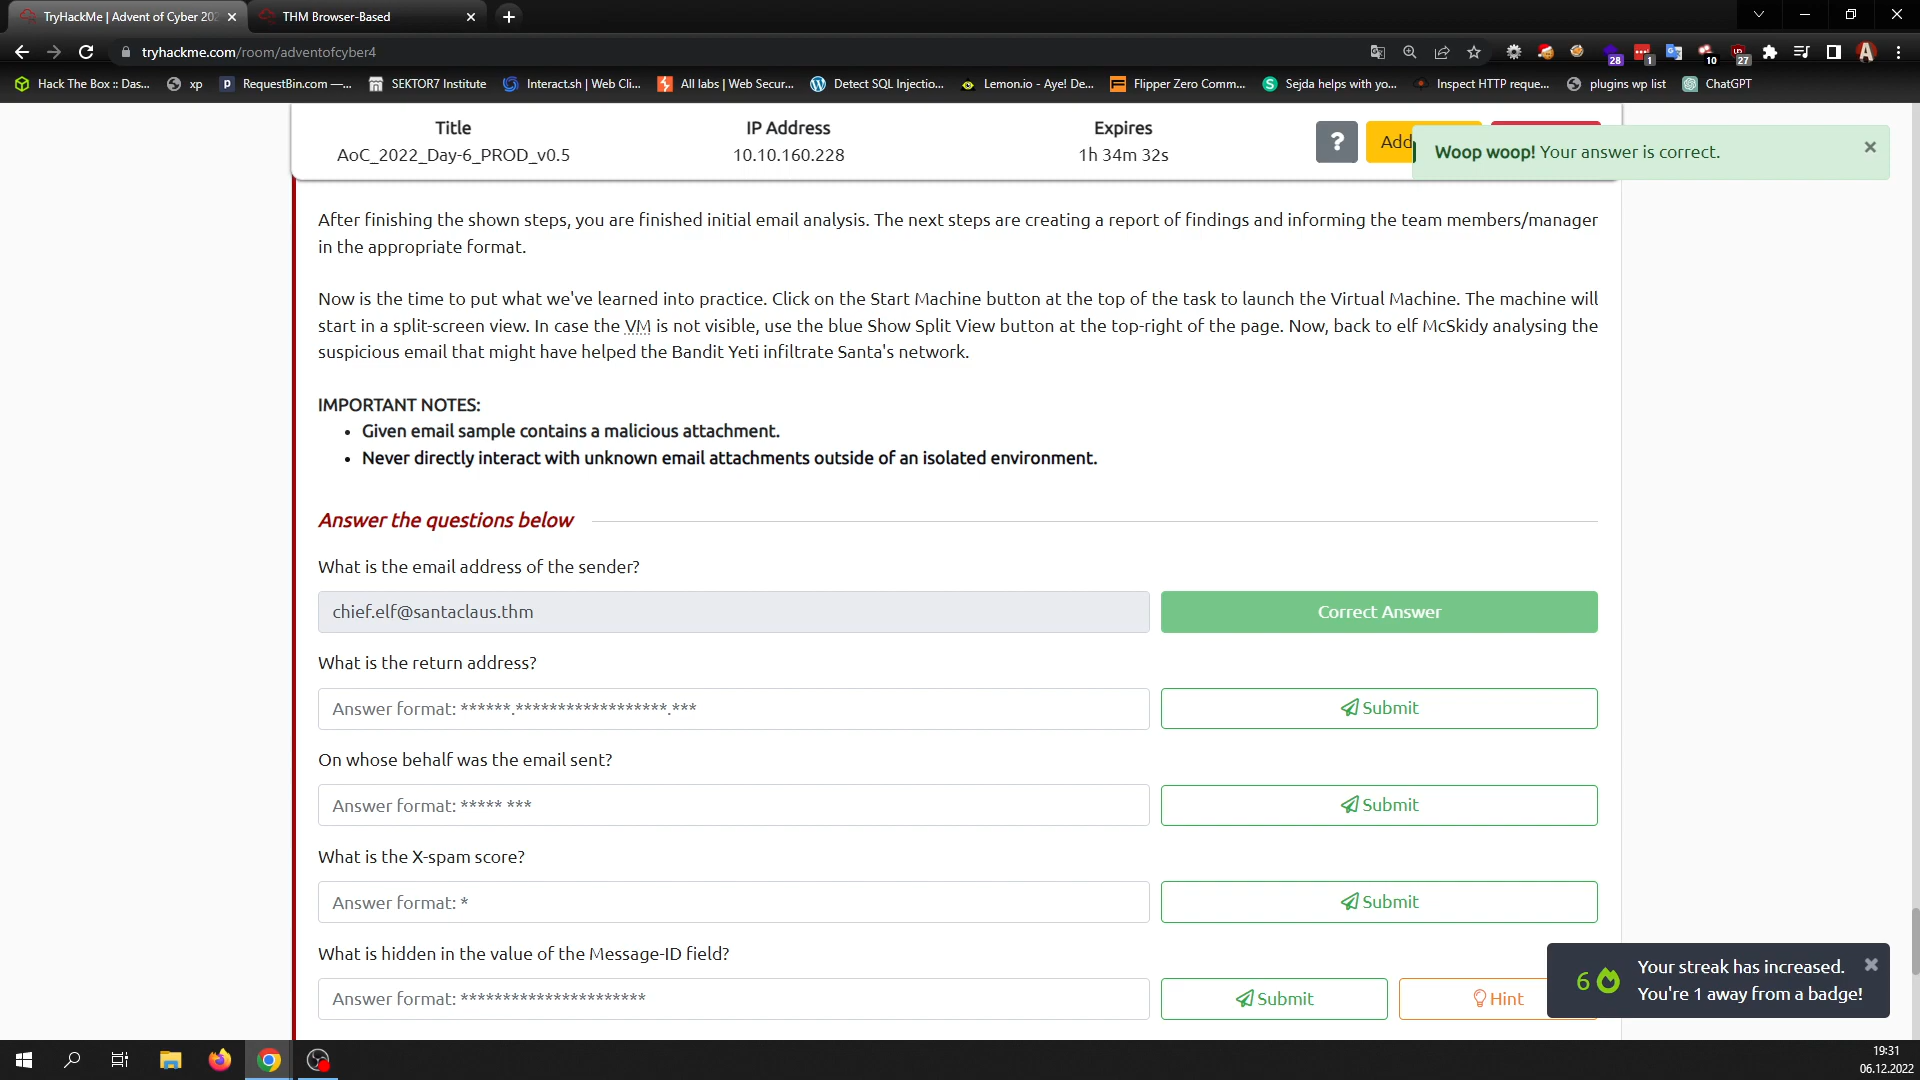 TryHackMe | Advent of Cyber 202
THM Browser-Based
tryhackme.com/room/adventofcyber4
28
1
10
27
Hack The Box :: Das...
xp
RequestBin.com —...
SEKTOR7 Institute
Interact.sh | Web Cli...
All labs | Web Secur...
Detect SQL Injectio...
Lemon.io - Aye! De...
Flipper Zero Comm...
Sejda helps with yo...
Inspect HTTP reque...
plugins wp list
ChatGPT
Title
IP Address
Expires
AoC_2022_Day-6_PROD_v0.5
10.10.160.228
1h 34m 32s
?
Add
Woop woop! Your answer is correct.
After finishing the shown steps, you are finished initial email analysis. The next steps are creating a report of findings and informing the team members/manager
in the appropriate format.
Now is the time to put what we've learned into practice. Click on the Start Machine button at the top of the task to launch the Virtual Machine. The machine will
start in a split-screen view. In case the VM is not visible, use the blue Show Split View button at the top-right of the page. Now, back to elf McSkidy analysing the
suspicious email that might have helped the Bandit Yeti infiltrate Santa's network.
IMPORTANT NOTES:
• Given email sample contains a malicious attachment.
• Never directly interact with unknown email attachments outside of an isolated environment.
Answer the questions below
What is the email address of the sender?
chief.elf@santaclaus.thm
Correct Answer
What is the return address?
Answer format: ******.******************.***
Submit
On whose behalf was the email sent?
Answer format: ***** ***
Submit
What is the X-spam score?
Answer format: *
Submit
What is hidden in the value of the Message-ID field?
Answer format: **********************
Submit
Hint
6
Your streak has increased.
You're 1 away from a badge!
19:31
06.12.2022